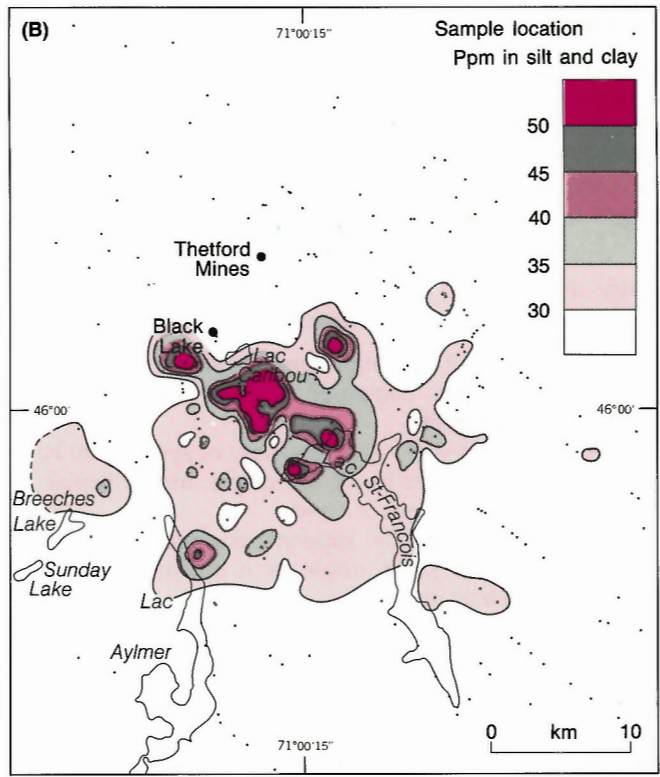 (B)
71°00′15″
Sample location
Ppm in silt and clay
50
45
40
35
30
Thetford
Mines
Black
Lake
Lac
Caribou
46°00′
46°00′
Lac
St-François
Breeches
Lake
Sunday
Lake
Lac
Aylmer
71°00′15″
0 km 10